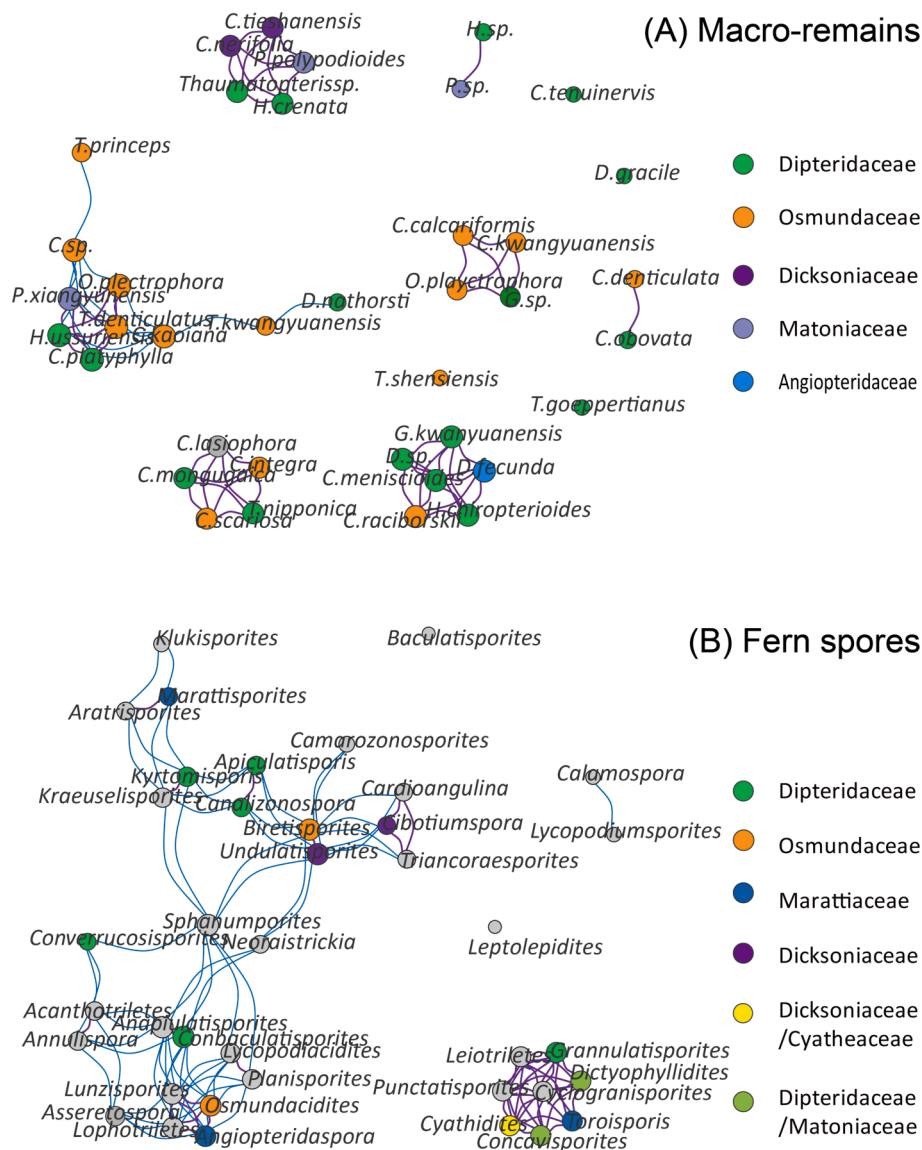 (A) Macro-remains
C.tieshanensis
H.sp.
C.nerifolia
P.polypodioides
Thaumatopterissp.
P.sp.
C.tenuinervis
H.crenata
T.princeps
D.gracile
Dipteridaceae
C.calcariformis
Osmundaceae
C.sp.
C.kwangyuanensis
O.plectrophora
O.playctrophora
C.denticulata
Dicksoniaceae
P.xiangyunensis
D.nathorsti
G.sp.
T.denticulatus
T.kwangyuanensis
Matoniaceae
H.ussuriensis
C.obovata
C.platyphylla
T.shensiensis
Angiopteridaceae
T.goeppertianus
C.lasiophora
G.kwanyuanensis
C.integra
D.sp.
D.fecunda
C.mongugaica
C.meniscioides
T.nipponica
H.chiropterioides
C.scariosa
C.raciborskii
(B) Fern spores
Klukisporites
Baculatisporites
Marattisporites
Aratrisporites
Camarozonosporites
Apiculatisporis
Kyrtomisporis
Cardioangulina
Calamospora
Dipteridaceae
Kraeuselisporites
Canalizonospora
Cibotiumspora
Biretisporites
Lycopodiumsporites
Osmundaceae
Undulatisporites
Triancoraesporites
Marattiaceae
Sphanumporites
Converrucosisporites
Neoraistrickia
Leptolepidites
Dicksoniaceae
Acanthotriletes
Anapiulatisporites
Dicksoniaceae
/Cyatheaceae
Annulispora
Conbaculatisporites
Lycopodiacidites
Leiotriletes
Grannulatisporites
Planisporites
Dictyophyllidites
Lunzisporites
Punctatisporites
Cyclogranisporites
Osmundacidites
Dipteridaceae
/Matoniaceae
Asseretospora
Cyathidites
Toroisporis
Lophotriletes
Angiopteridaspora
Concavisporites